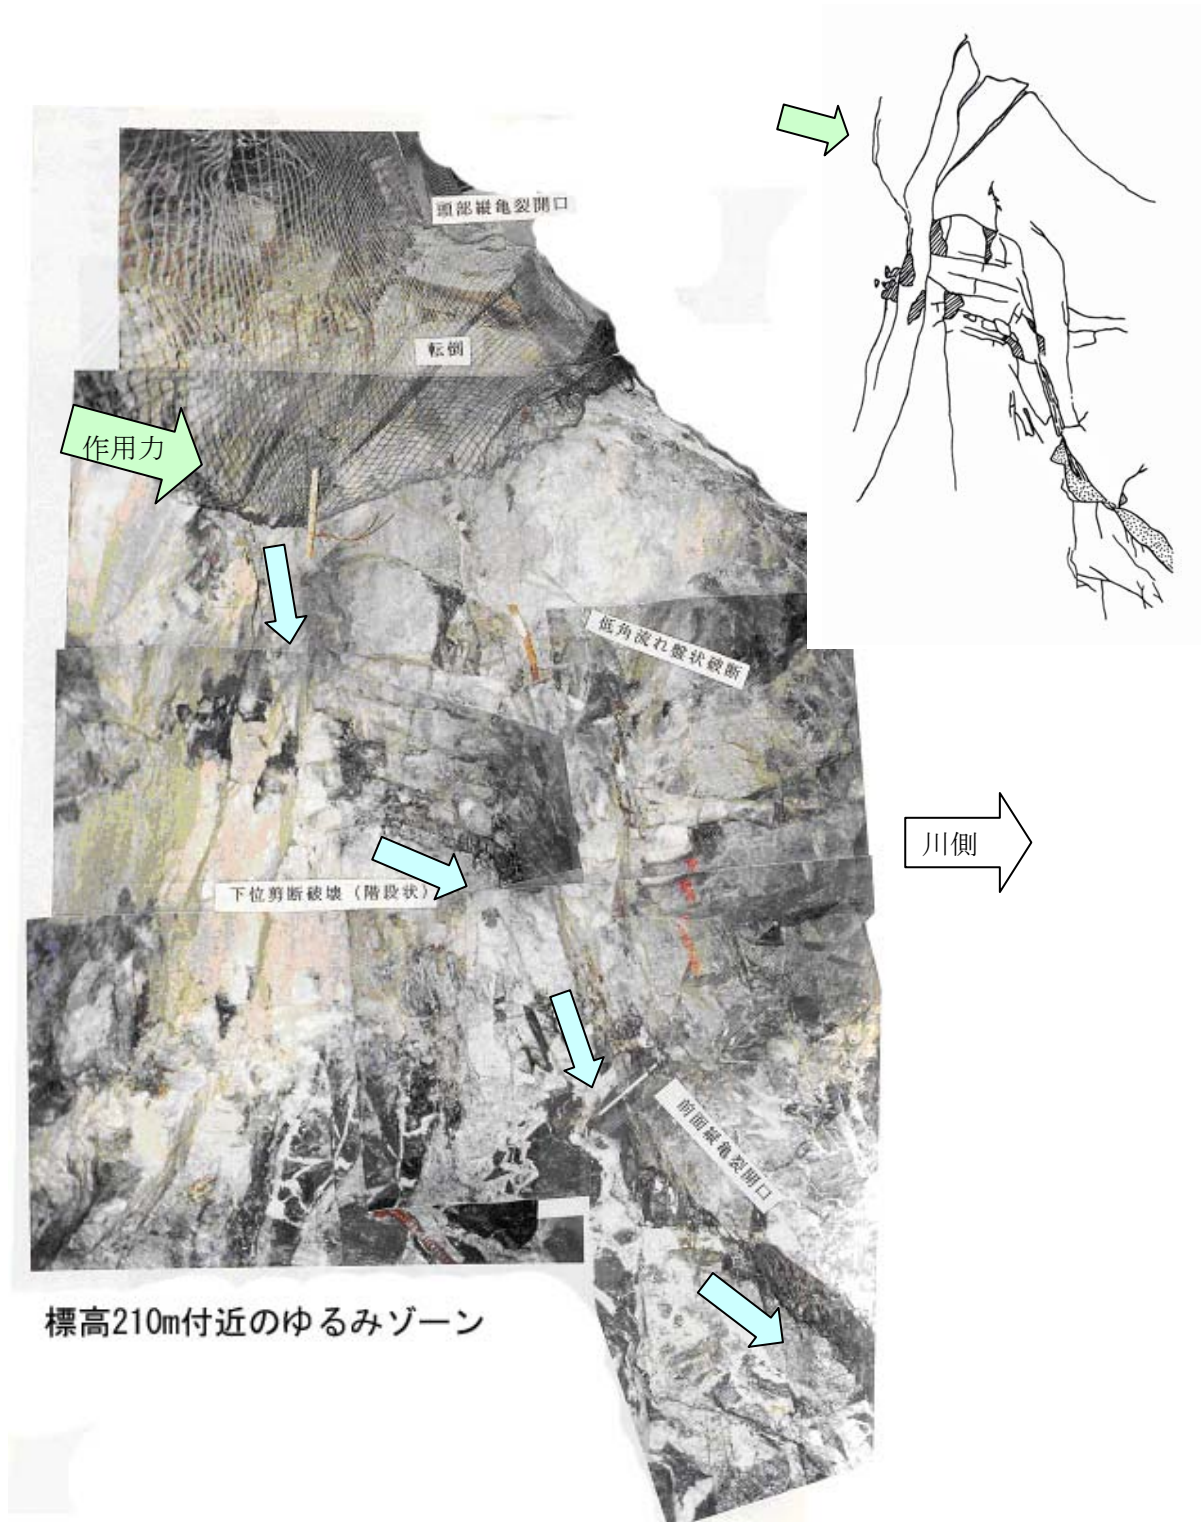 頭部縦亀裂開口
転倒
作用力
低角流れ盤状破断
川側
下位剪断破壊（階段状）
前面縦亀裂開口
標高210m付近のゆるみゾーン